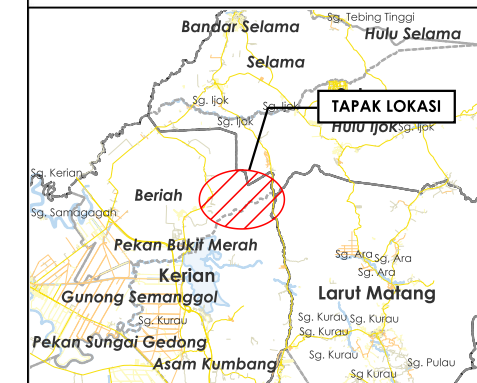 Sg. Tebing Tinggi
Bandar Selama
Hulu Selama
Selama
Sg. Ijok
Sg. Ijok
TAPAK LOKASI
Sg. Ijok
Hulu Ijok
Sg. Ijok
Sg. Kerian
Beriah
Sg. Samagagah
Pekan Bukit Merah
Sg. Ara
Sg. Ara
Sg. Ara
Kerian
Gunong Semanggol
Larut Matang
Sg. Kurau
Sg. Kurau
Sg. Kurau
Sg. Kurau
Pekan Sungai Gedong
Sg. Kurau
Asam Kumbang
Sg. Pulau
Sg Kurau